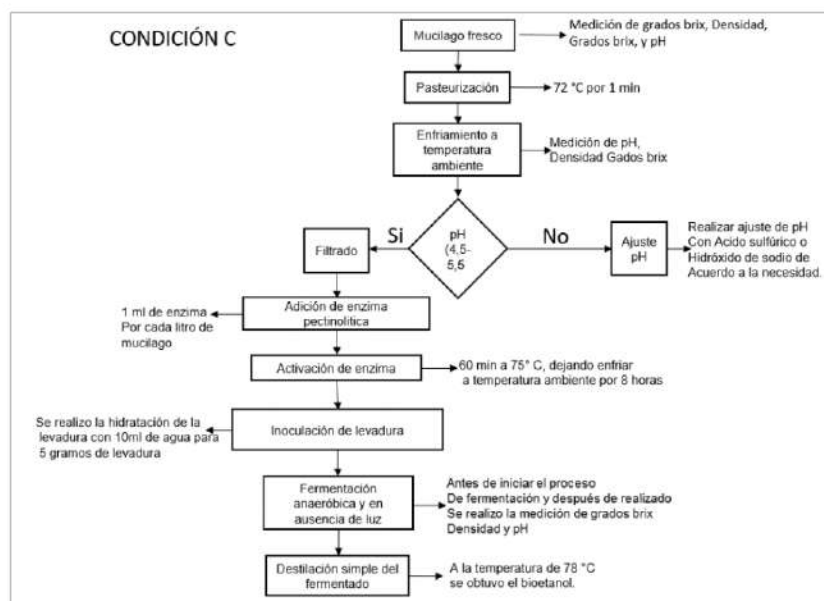 CONDICIÓN C
Mucilago fresco
Medición de grados brix, Densidad,
Grados brix, y pH
Pasteurización
72 °C por 1 min
Enfriamiento a
temperatura
ambiente
Medición de pH,
Densidad Gados brix
pH
(4,5-
5,5
Si
No
Filtrado
Ajuste
pH
Realizar ajuste de pH
Con Acido sulfúrico o
Hidróxido de sodio de
Acuerdo a la necesidad.
Adición de enzima
pectinolitica
1 ml de enzima
Por cada litro de
mucilago
Activación de enzima
60 min a 75° C, dejando enfriar
a temperatura ambiente por 8 horas
Inoculación de levadura
Se realizo la hidratación de la
levadura con 10ml de agua para
5 gramos de levadura
Fermentación
anaeróbica y en
ausencia de luz
Antes de iniciar el proceso
De fermentación y después de realizado
Se realizo la medición de grados brix
Densidad y pH
Destilación simple del
fermentado
A la temperatura de 78 °C
se obtuvo el bioetanol.